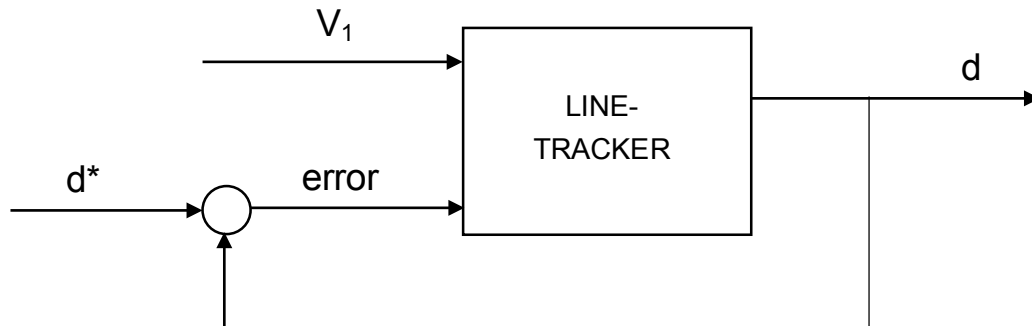 V₁
LINE-
TRACKER
d
d*
error